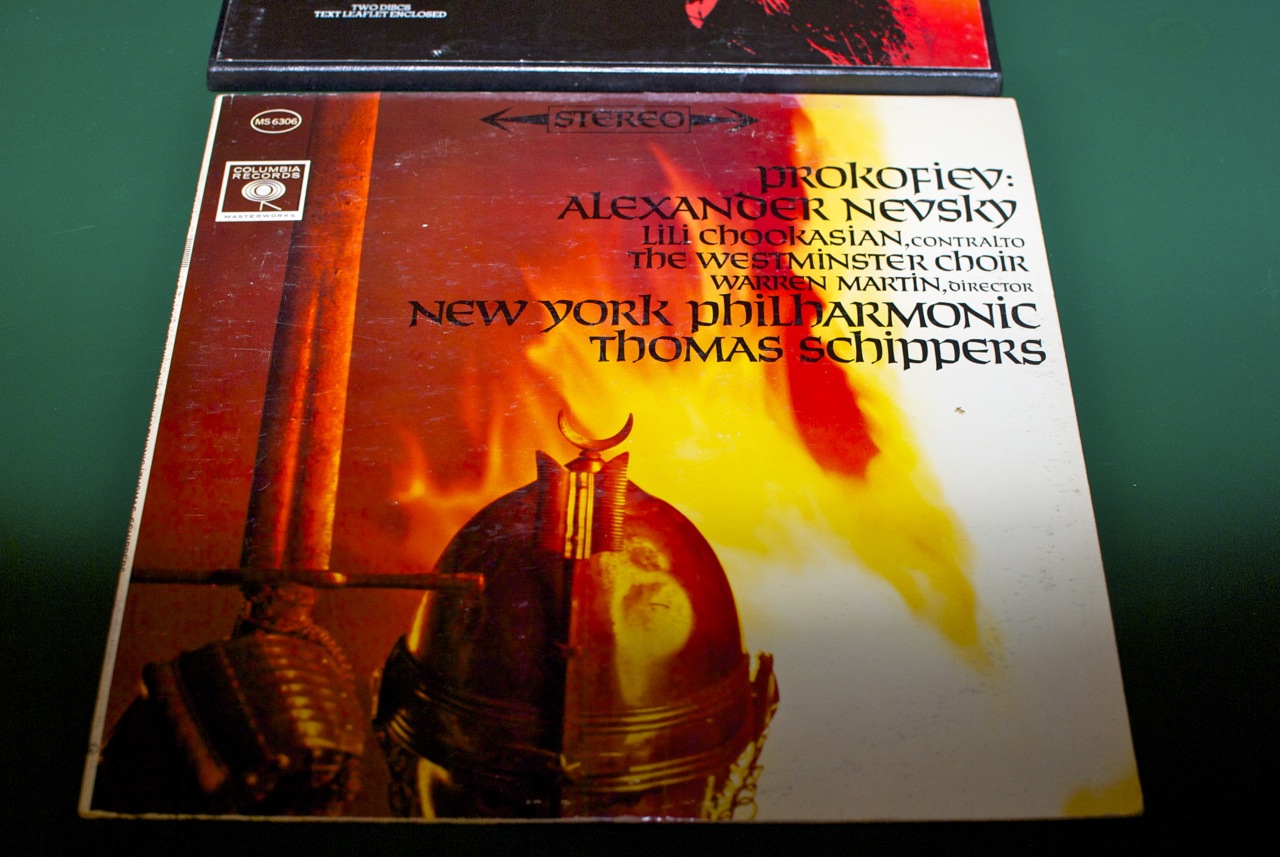 TWO DISCS
TEXT LEAFLET ENCLOSED
MS 6306
STEREO
COLUMBIA
RECORDS
MASTERWORKS
PROKOFIEV:
ALEXANDER NEVSKY
LILI CHOOKASIAN, CONTRALTO
THE WESTMINSTER CHOIR
WARREN MARTIN, DIRECTOR
NEW YORK PHILHARMONIC
THOMAS SCHIPPERS